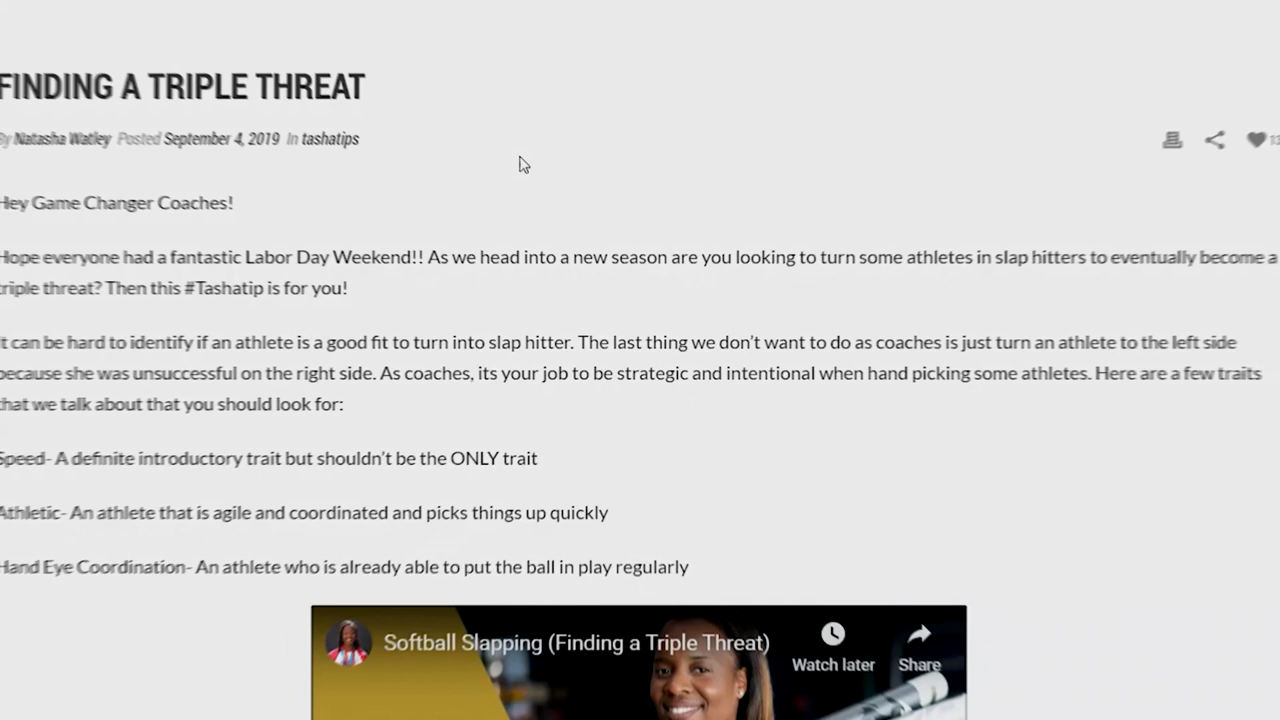 FINDING A TRIPLE THREAT
By Natasha Watley Posted September 4, 2019 In tashatips
Hey Game Changer Coaches!
Hope everyone had a fantastic Labor Day Weekend!! As we head into a new season are you looking to turn some athletes in slap hitters to eventually become a
triple threat? Then this #Tashatip is for you!
It can be hard to identify if an athlete is a good fit to turn into slap hitter. The last thing we don't want to do as coaches is just turn an athlete to the left side
because she was unsuccessful on the right side. As coaches, its your job to be strategic and intentional when hand picking some athletes. Here are a few traits
that we talk about that you should look for:
Speed- A definite introductory trait but shouldn't be the ONLY trait
Athletic- An athlete that is agile and coordinated and picks things up quickly
Hand Eye Coordination- An athlete who is already able to put the ball in play regularly
Softball Slapping (Finding a Triple Threat)
Watch later Share